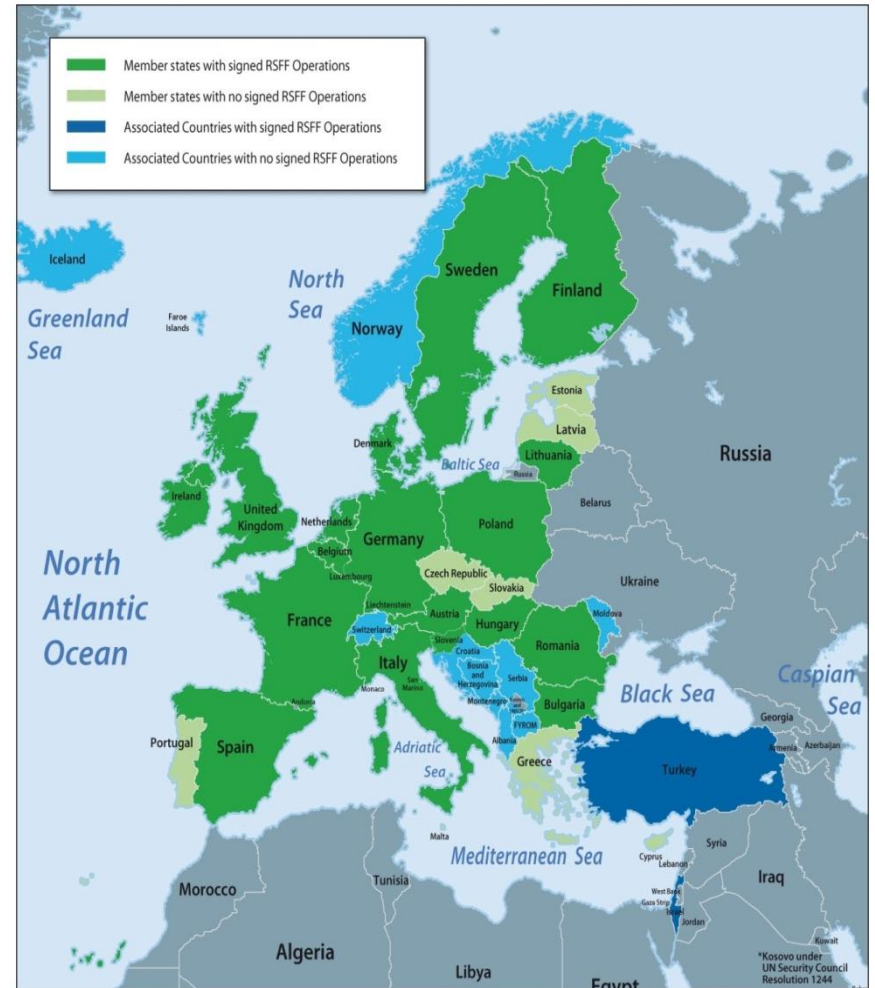 Member states with signed RSFF Operations
Member states with no signed RSFF Operations
Associated Countries with signed RSFF Operations
Associated Countries with no signed RSFF Operations
Iceland
Greenland
Sea
Faroe
Islands
North
Sea
Norway
Sweden
Finland
Estonia
Latvia
Lithuania
Baltic Sea
Russia
Russia
Denmark
Ireland
United
Kingdom
Netherlands
Belgium
Luxembourg
Germany
Poland
Belarus
Ukraine
Czech Republic
Slovakia
North
Atlantic
Ocean
France
Liechtenstein
Switzerland
Austria
Hungary
Slovenia
Romania
Moldova
Italy
San
Marino
Monaco
Andorra
Croatia
Bosnia
and
Herzegovina
Serbia
Montenegro
FYROM
Albania
Bulgaria
Black Sea
Caspian
Sea
Georgia
Armenia
Azerbaijan
Portugal
Spain
Adriatic
Sea
Greece
Turkey
Malta
Mediterranean Sea
Cyprus
Lebanon
Syria
West Bank
Gaza Strip
Israel
Jordan
Iraq
Kuwait
Morocco
Tunisia
Algeria
Libya
Egypt
*Kosovo under
UN Security Council
Resolution 1244